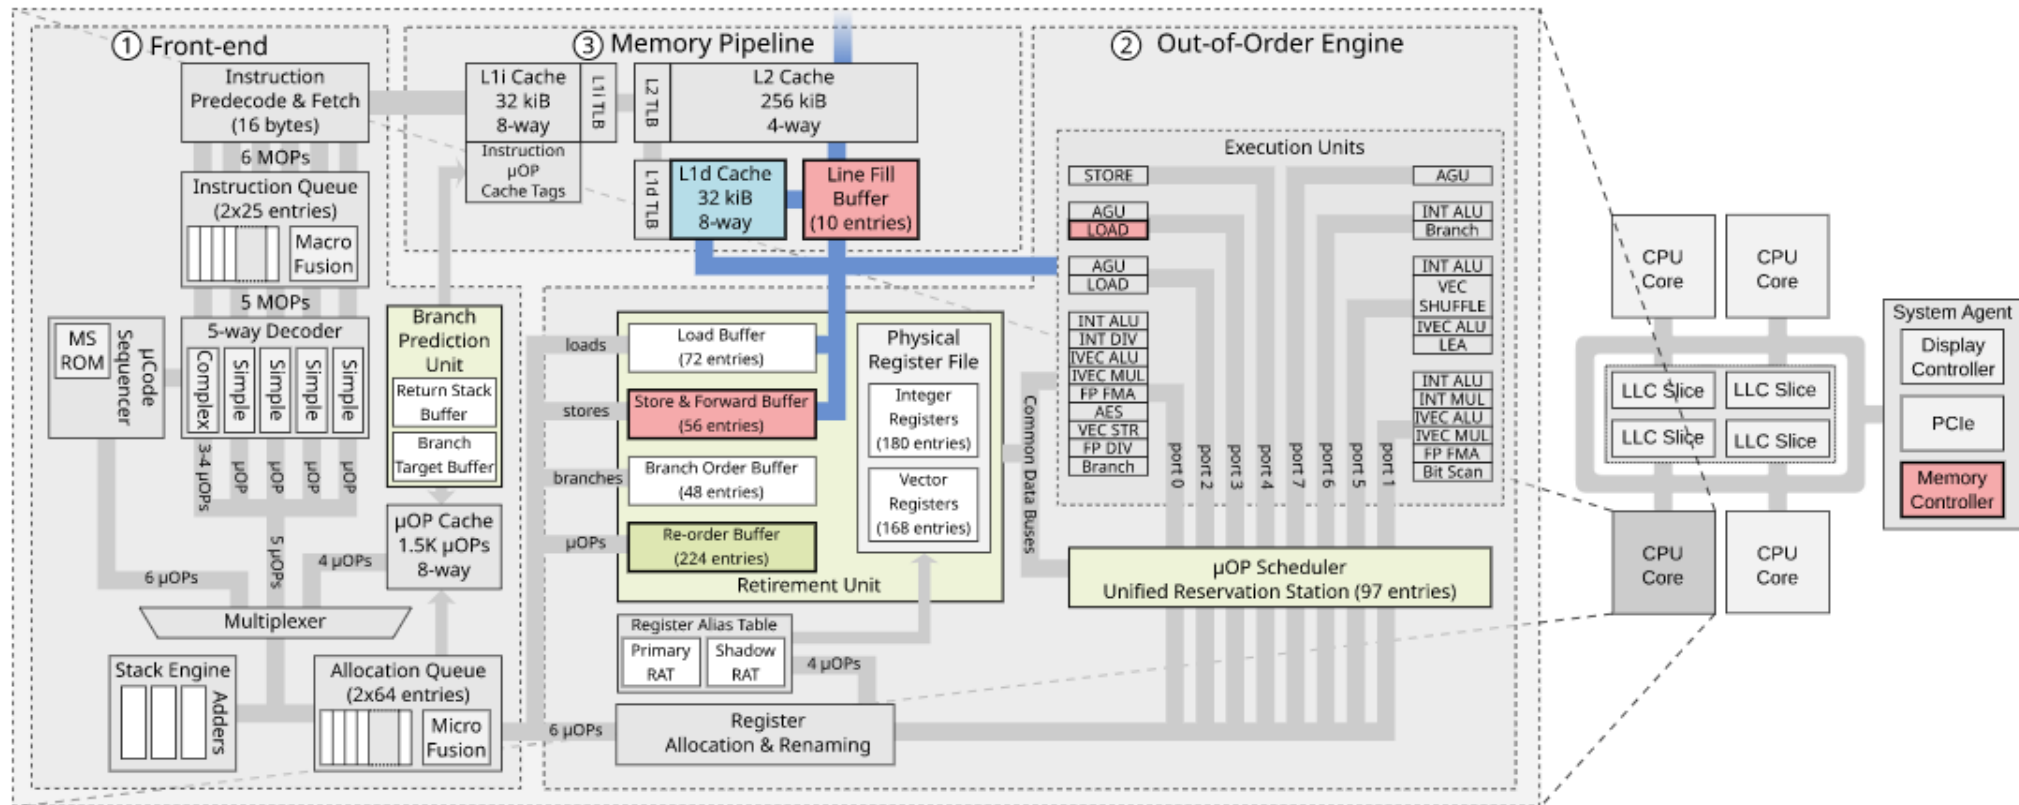 ① Front-end
Instruction
Predecode & Fetch
(16 bytes)
6 MOPs
Instruction Queue
(2x25 entries)
Macro
Fusion
5 MOPs
MS
ROM
µCode
Sequencer
5-way Decoder
Complex
Simple
Simple
Simple
Simple
3-4 µOPs
µOP
µOP
µOP
µOP
Branch
Prediction
Unit
Return Stack
Buffer
Branch
Target Buffer
µOP Cache
1.5K µOPs
8-way
6 µOPs
5 µOPs
4 µOPs
Multiplexer
Stack Engine
Adders
Allocation Queue
(2x64 entries)
Micro
Fusion
③ Memory Pipeline
L1i Cache
32 kiB
8-way
L1i TLB
Instruction
µOP
Cache Tags
L2 TLB
L2 Cache
256 kiB
4-way
L1d TLB
L1d Cache
32 kiB
8-way
Line Fill
Buffer
(10 entries)
② Out-of-Order Engine
Execution Units
STORE
AGU
LOAD
AGU
LOAD
INT ALU
INT DIV
IVEC ALU
IVEC MUL
FP FMA
AES
VEC STR
FP DIV
Branch
AGU
INT ALU
Branch
INT ALU
VEC
SHUFFLE
IVEC ALU
LEA
INT ALU
INT MUL
IVEC ALU
IVEC MUL
FP FMA
Bit Scan
port 0
port 2
port 3
port 4
port 7
port 6
port 5
port 1
loads
stores
branches
µOPs
Load Buffer
(72 entries)
Store & Forward Buffer
(56 entries)
Branch Order Buffer
(48 entries)
Re-order Buffer
(224 entries)
Retirement Unit
Physical
Register File
Integer
Registers
(180 entries)
Vector
Registers
(168 entries)
Common Data Buses
µOP Scheduler
Unified Reservation Station (97 entries)
Register Alias Table
Primary
RAT
Shadow
RAT
4 µOPs
6 µOPs
Register
Allocation & Renaming
CPU
Core
CPU
Core
LLC Slice
LLC Slice
LLC Slice
LLC Slice
CPU
Core
CPU
Core
System Agent
Display
Controller
PCIe
Memory
Controller